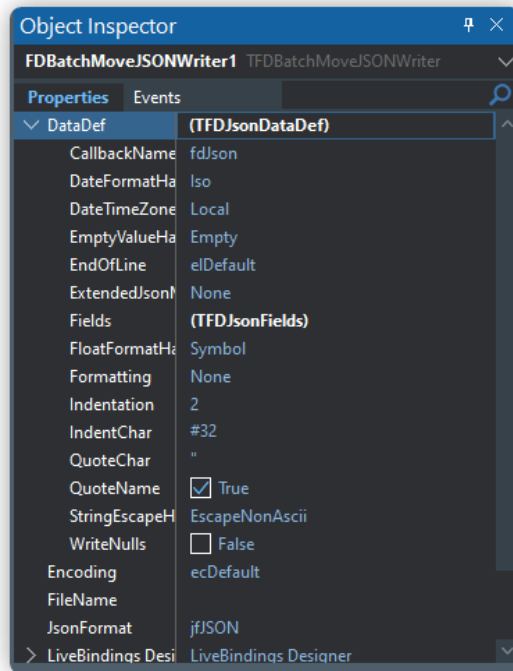 Object Inspector
FDBatchMoveJSONWriter1 TFDBatchMoveJSONWriter
Properties Events
DataDef (TFDJsonDataDef)
CallbackName fdJson
DateFormatHa Iso
DateTimeZone Local
EmptyValueHa Empty
EndOfLine elDefault
ExtendedJsonM None
Fields (TFDJsonFields)
FloatFormatHa Symbol
Formatting None
Indentation 2
IndentChar #32
QuoteChar "
QuoteName True
StringEscapeH EscapeNonAscii
WriteNulls False
Encoding ecDefault
FileName
JsonFormat jfJSON
LiveBindings Desi LiveBindings Designer